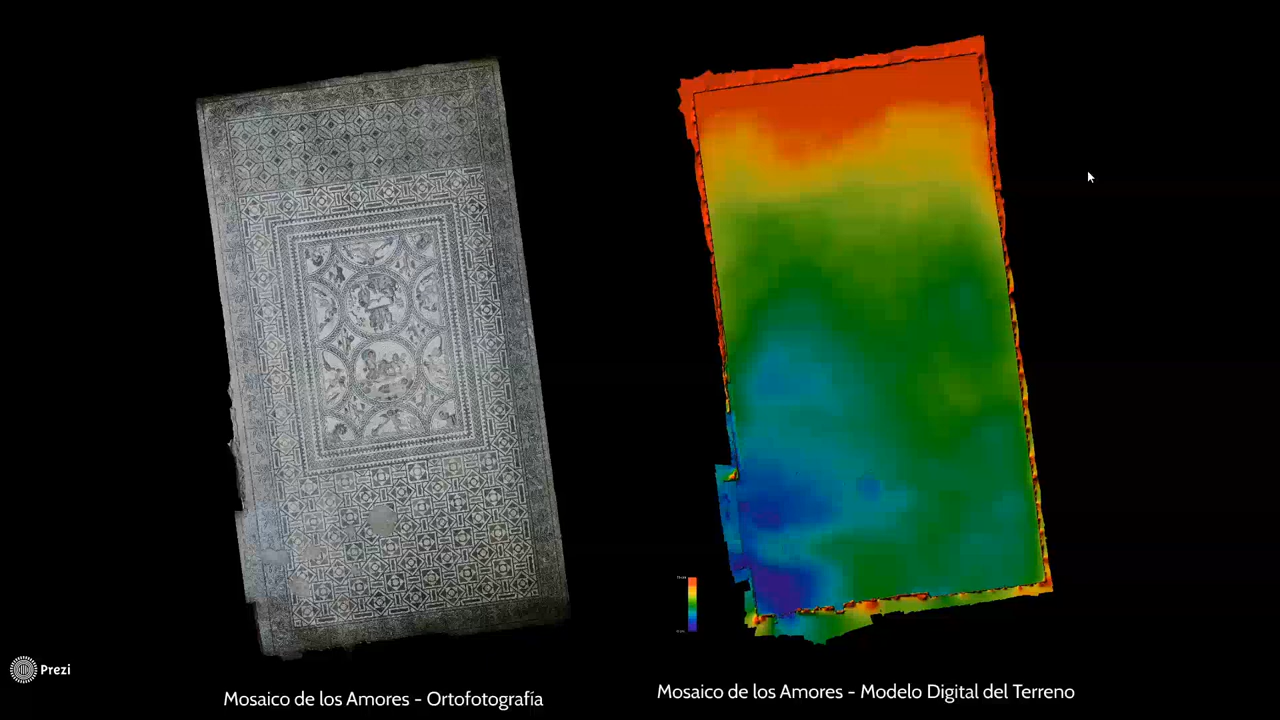 Prezi
Mosaico de los Amores - Ortofotografía
Mosaico de los Amores - Modelo Digital del Terreno